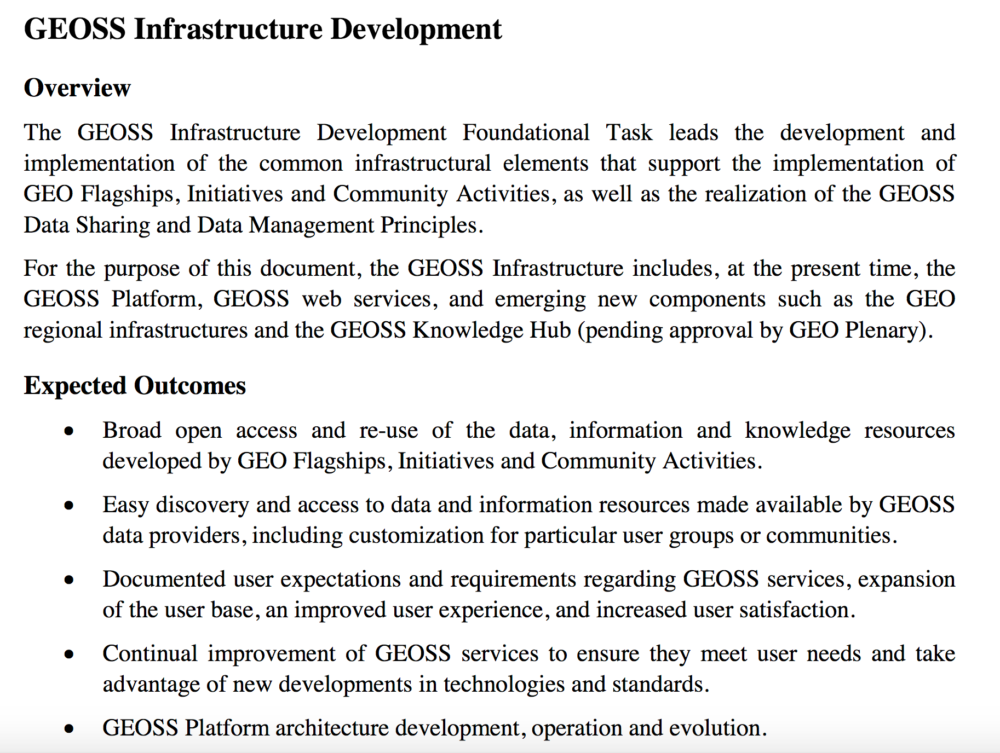 GEOSS Infrastructure Development
Overview
The GEOSS Infrastructure Development Foundational Task leads the development and
implementation of the common infrastructural elements that support the implementation of
GEO Flagships, Initiatives and Community Activities, as well as the realization of the GEOSS
Data Sharing and Data Management Principles.
For the purpose of this document, the GEOSS Infrastructure includes, at the present time, the
GEOSS Platform, GEOSS web services, and emerging new components such as the GEO
regional infrastructures and the GEOSS Knowledge Hub (pending approval by GEO Plenary).
Expected Outcomes
• Broad open access and re-use of the data, information and knowledge resources
developed by GEO Flagships, Initiatives and Community Activities.
• Easy discovery and access to data and information resources made available by GEOSS
data providers, including customization for particular user groups or communities.
• Documented user expectations and requirements regarding GEOSS services, expansion
of the user base, an improved user experience, and increased user satisfaction.
• Continual improvement of GEOSS services to ensure they meet user needs and take
advantage of new developments in technologies and standards.
• GEOSS Platform architecture development, operation and evolution.